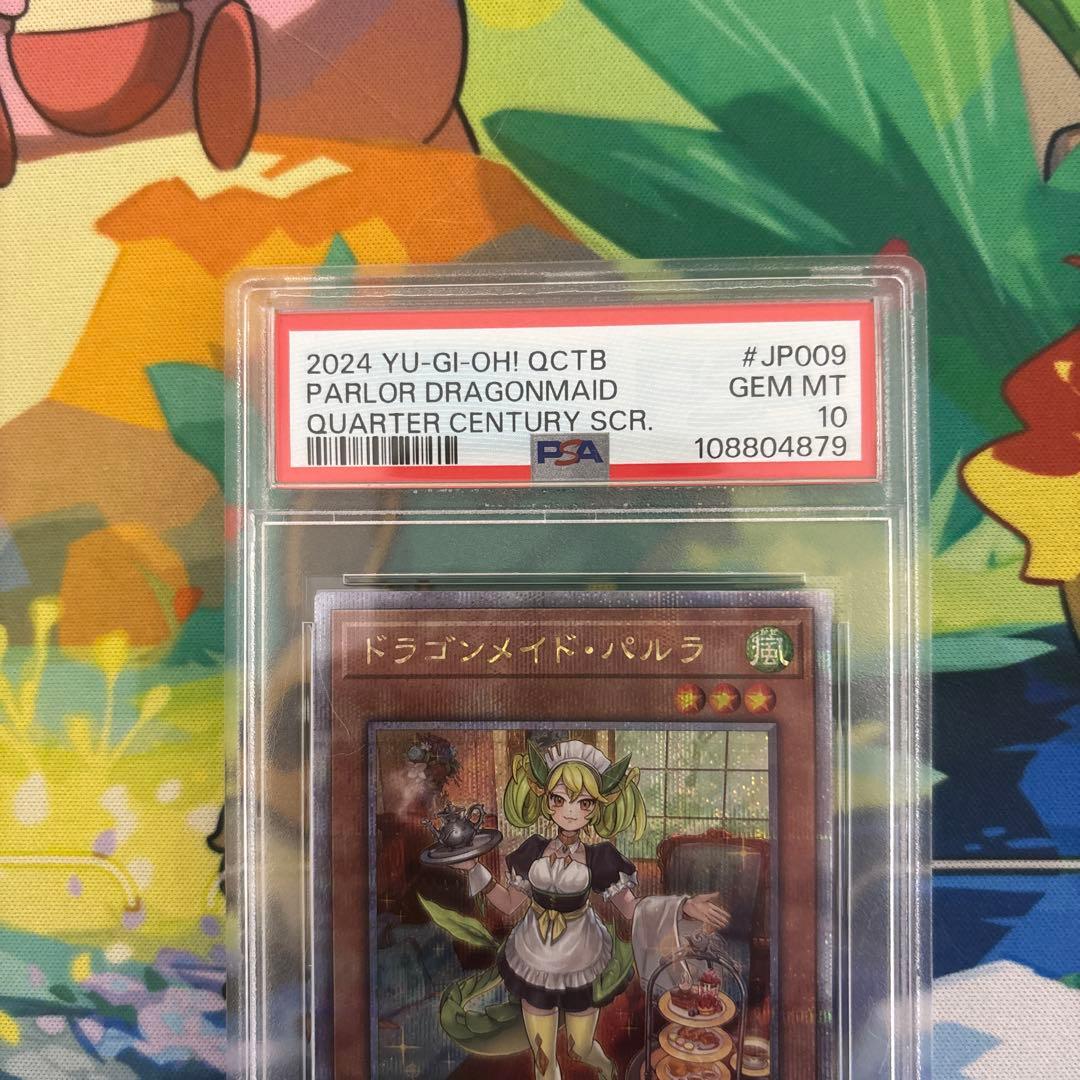 2024 YU-GI-OH! QCTB
#JP009
PARLOR DRAGONMAID
GEM MT
QUARTER CENTURY SCR.
10
PSA
108804879
ドラゴンメイド・パルラ
風